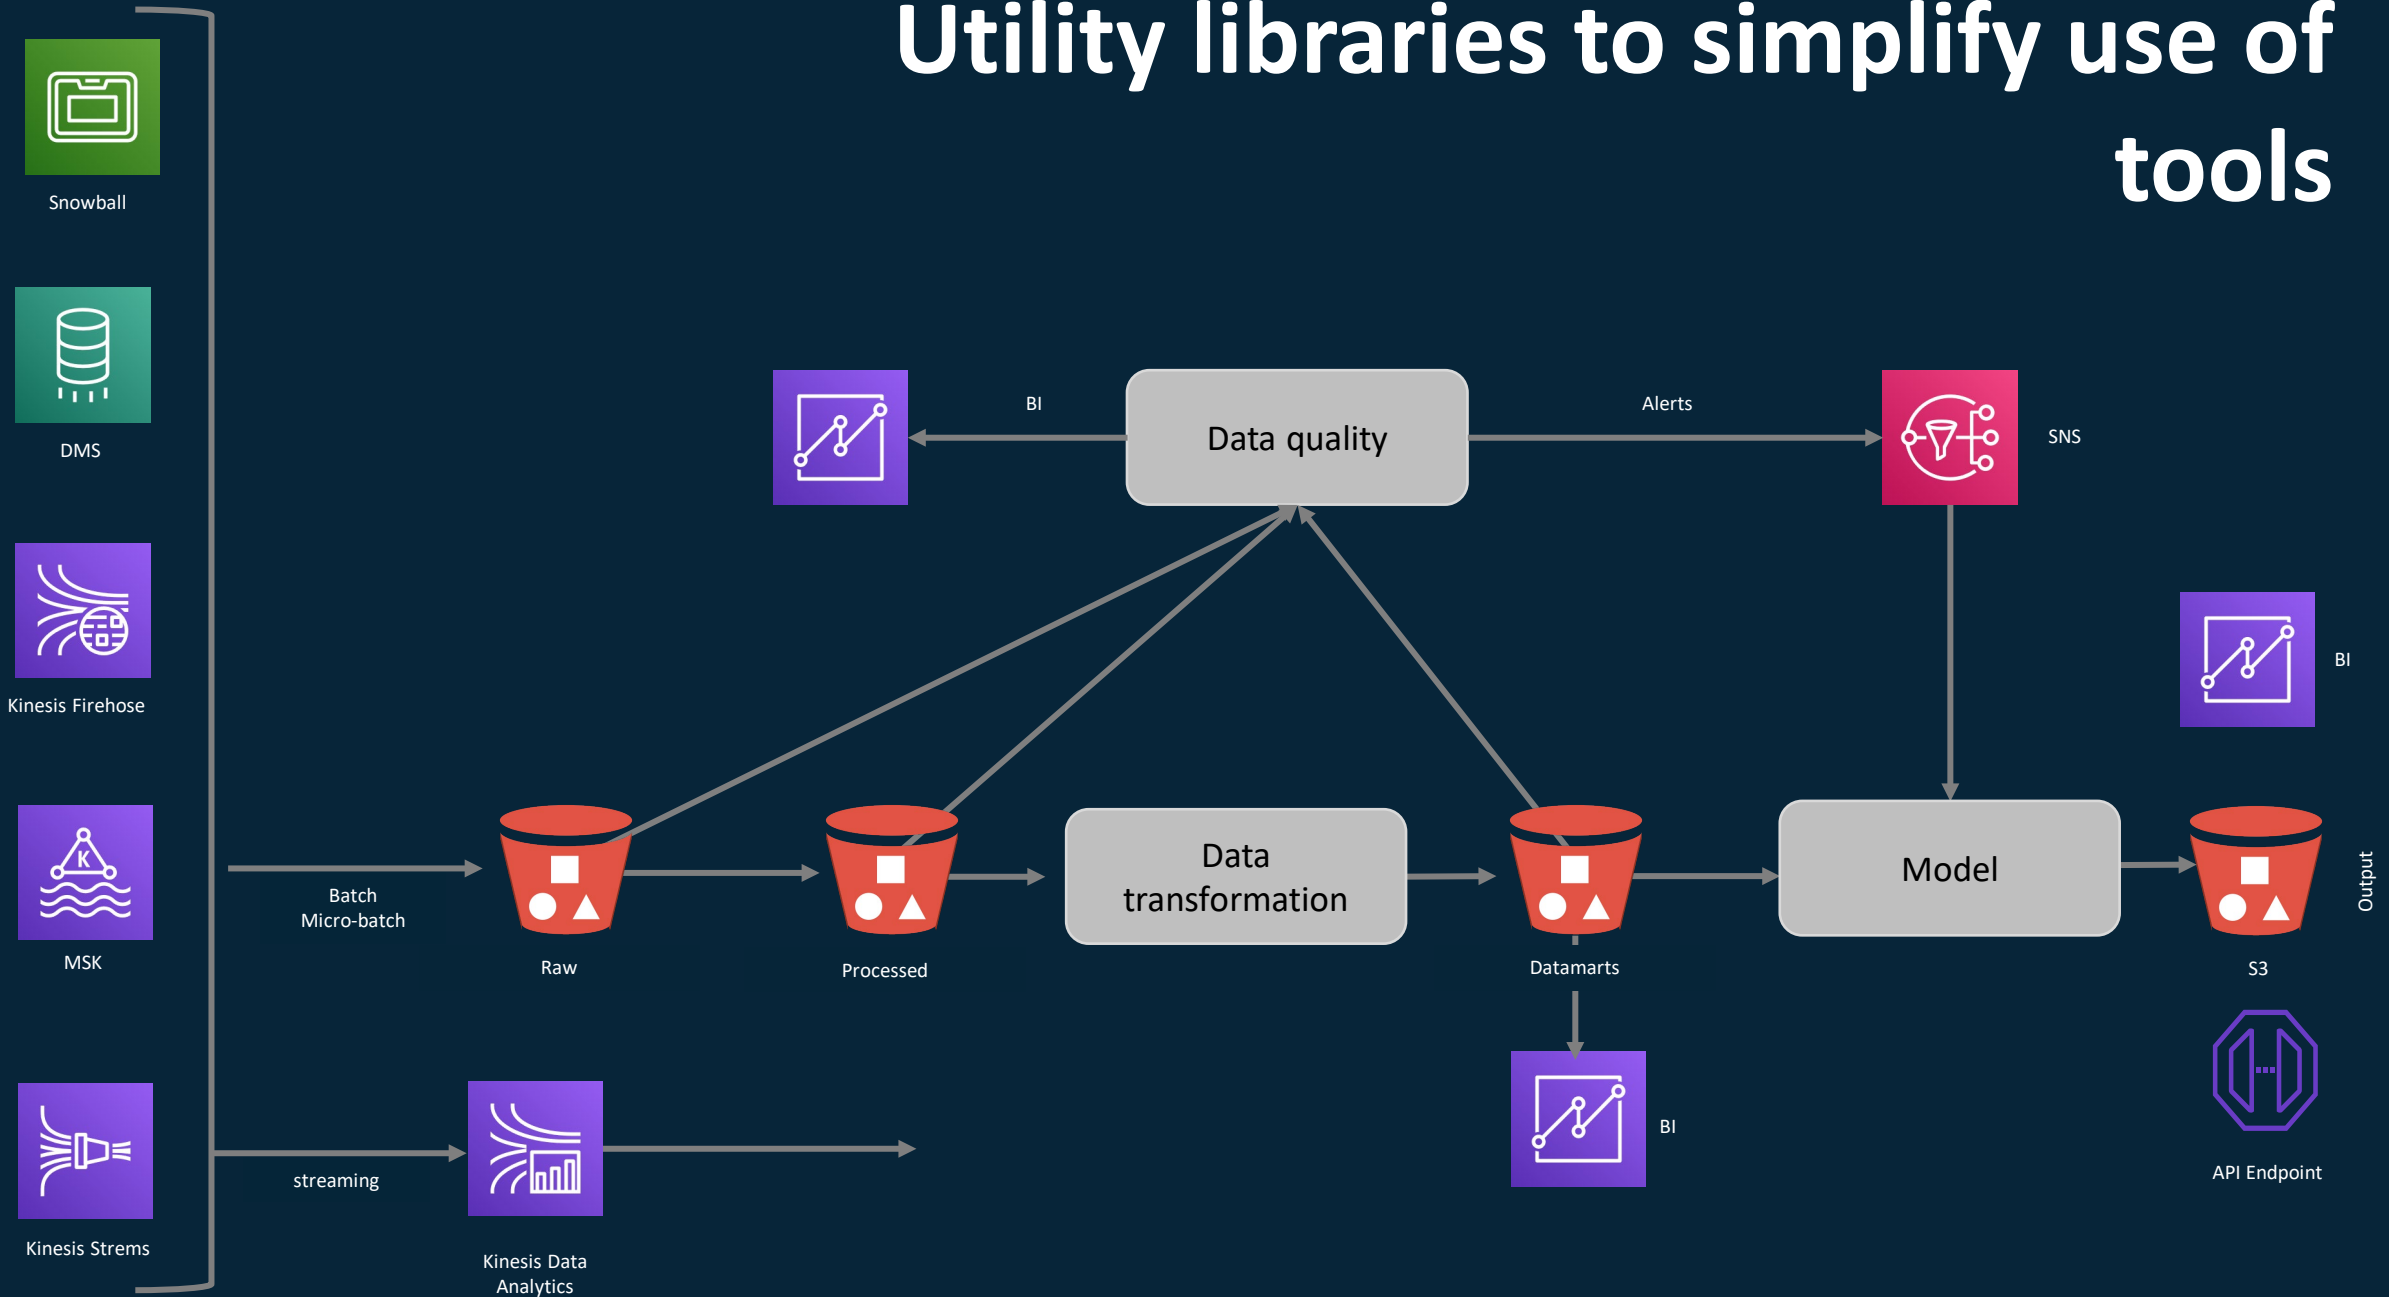 Utility libraries to simplify use of
tools
Snowball
DMS
Kinesis Firehose
MSK
Kinesis Strems
BI
Data quality
Alerts
SNS
BI
Batch
Micro-batch
Raw
Processed
Data
transformation
Datamarts
Model
Output
S3
BI
API Endpoint
streaming
Kinesis Data
Analytics
K